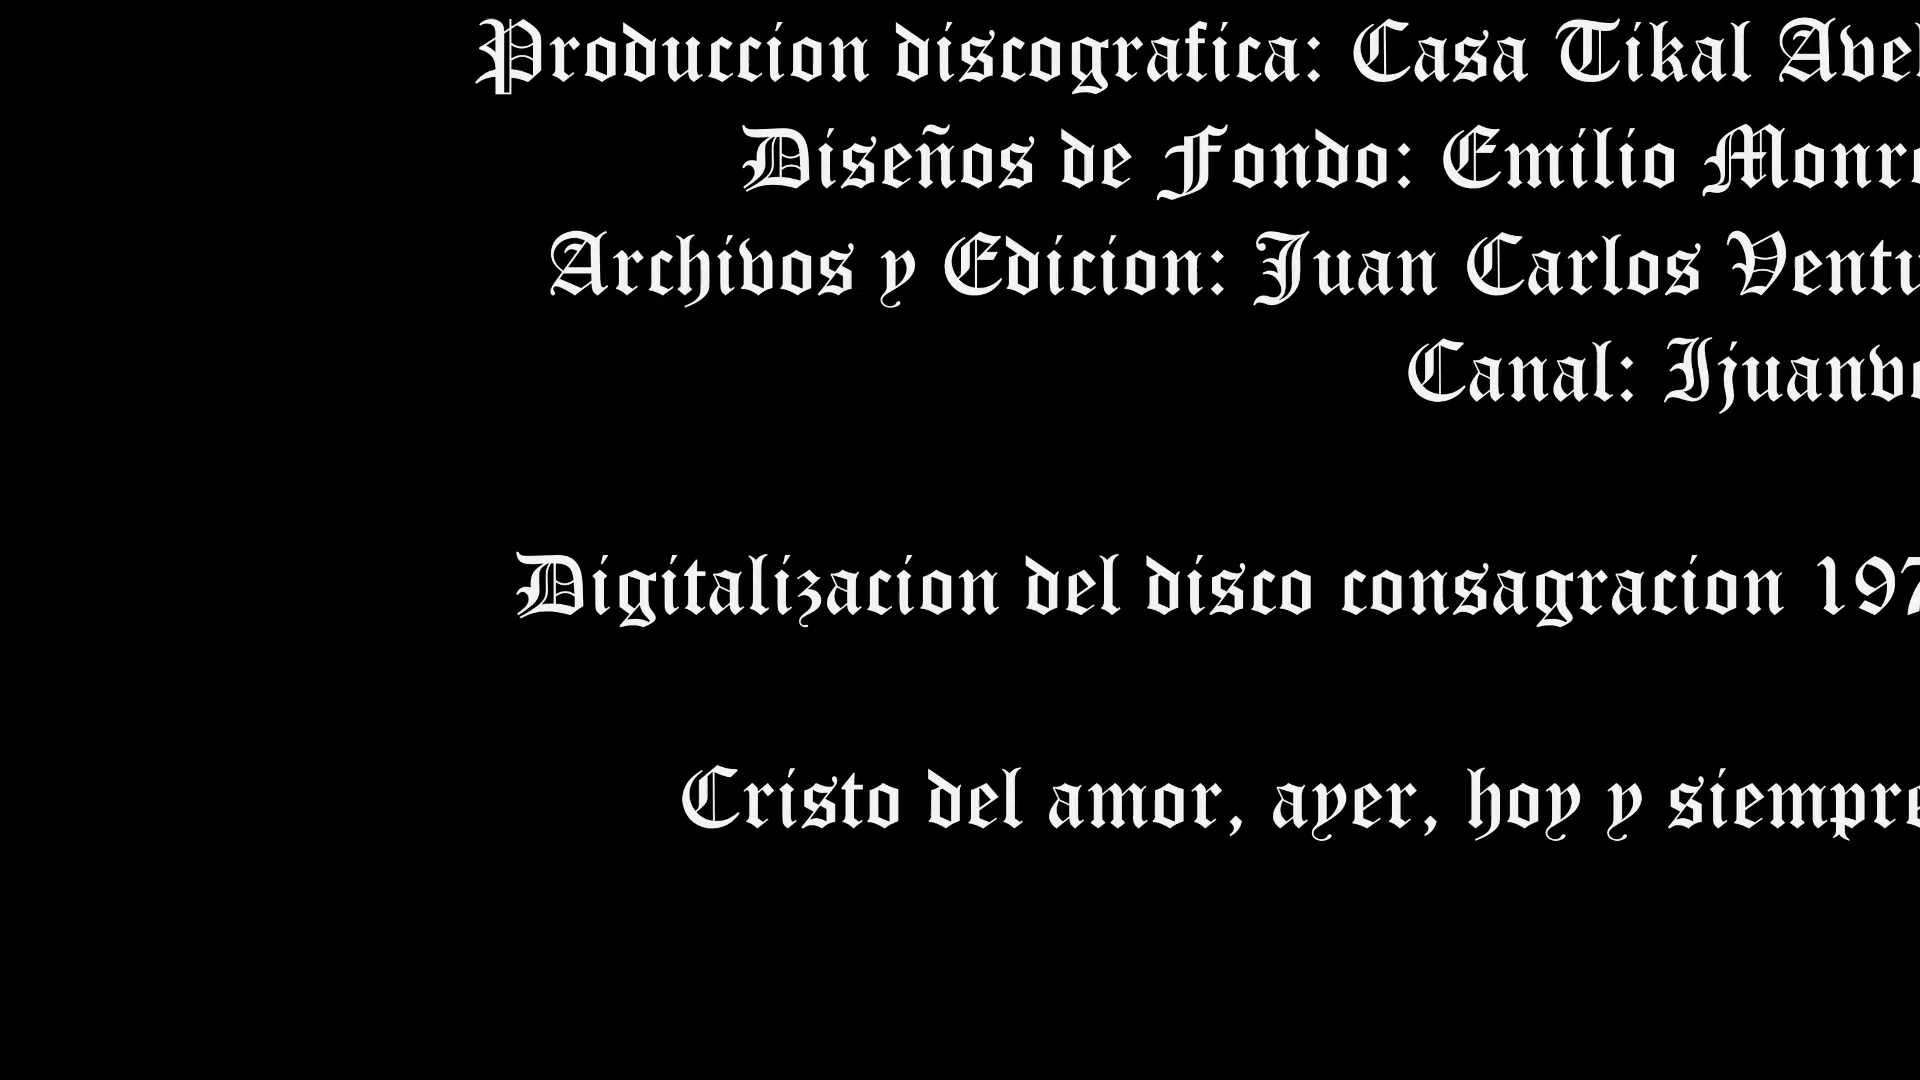 Produccion discografica: Casa Tikal
Diseños de Fondo: Emilio
Archivos y Edicion: Juan Carlos
Canal:
Digitalizacion del disco consagracion
Cristo del amor, ayer, hoy y siempre